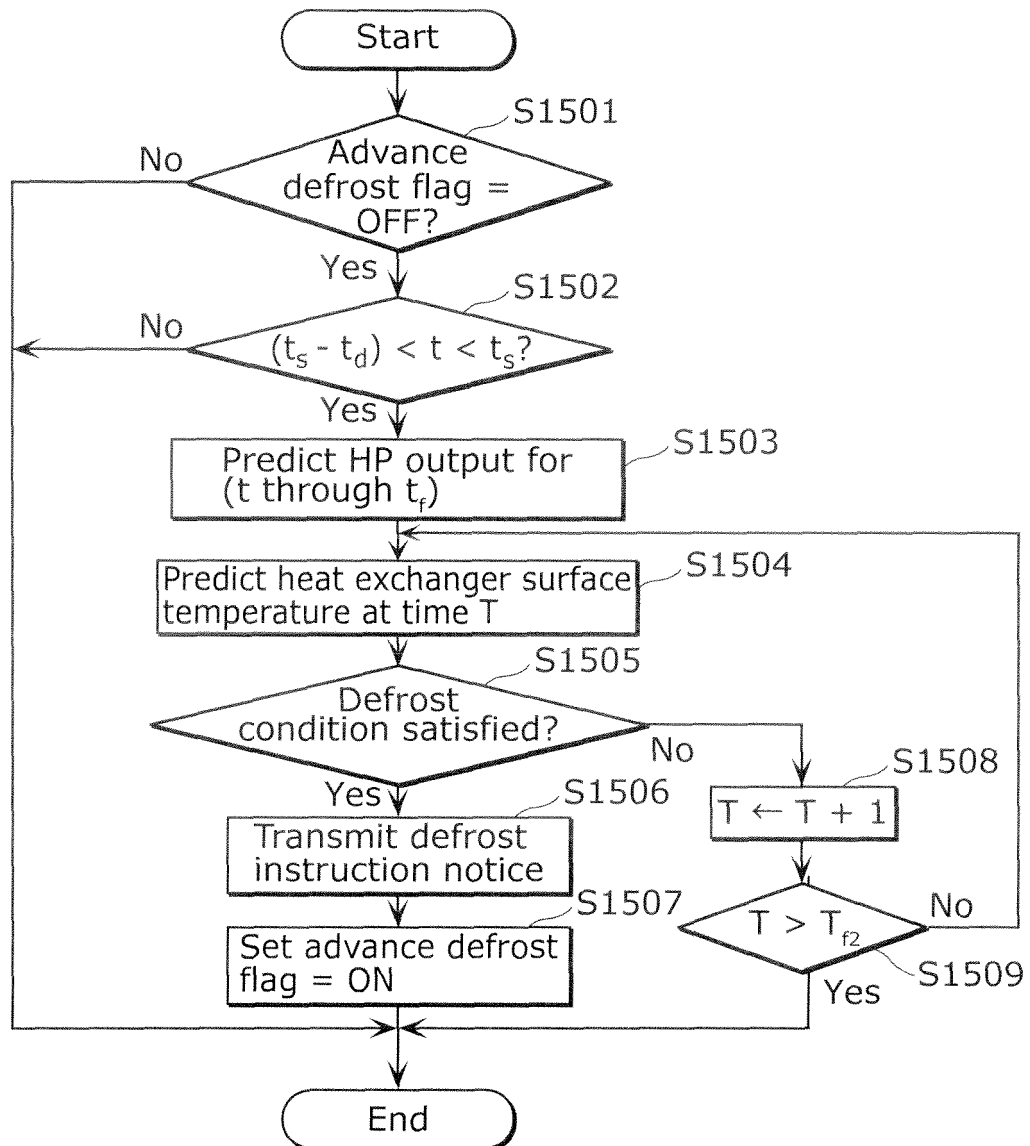 Start
S1501
No
Advance
defrost flag =
OFF?
Yes
S1502
No
(ts - td) < t < ts?
Yes
S1503
Predict HP output for
(t through tf)
S1504
Predict heat exchanger surface
temperature at time T
S1505
Defrost
condition satisfied?
No
Yes
S1506
S1508
T ← T + 1
Transmit defrost
instruction notice
S1507
T > Tf2
No
Set advance defrost
flag = ON
S1509
Yes
End